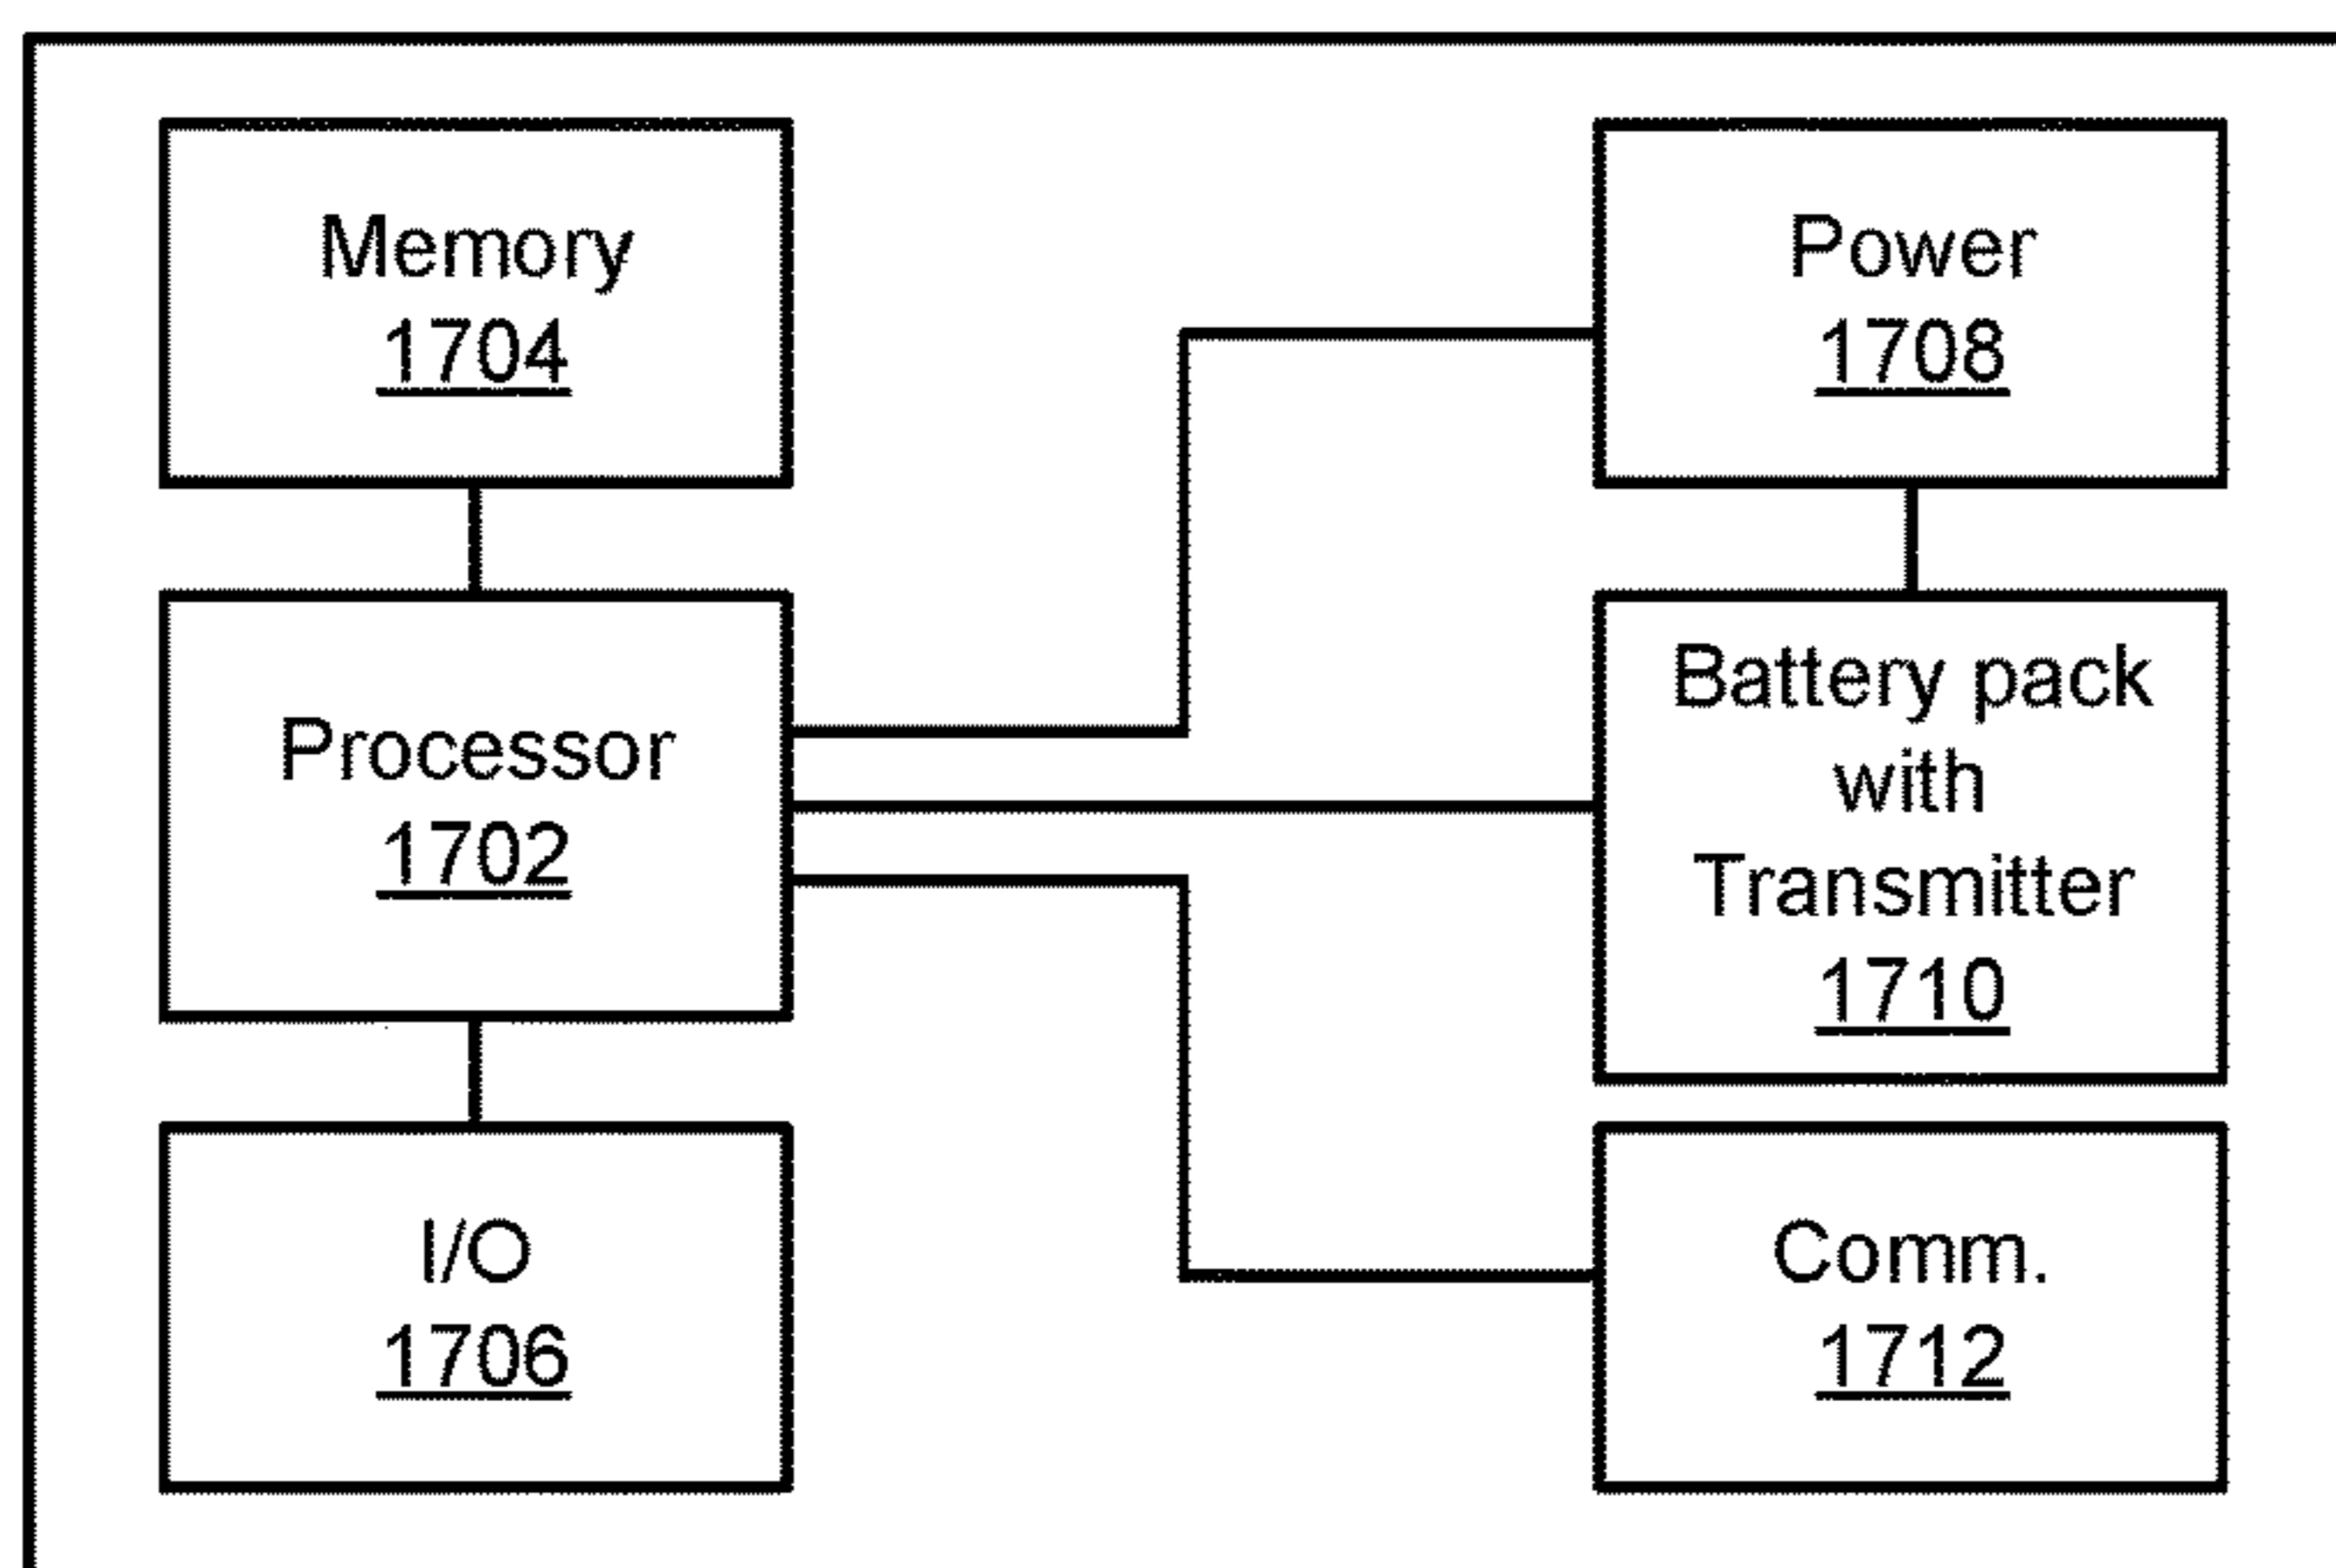 Memory
1704
Power
1708
Processor
1702
Battery pack
with
Transmitter
1710
I/O
1706
Comm.
1712